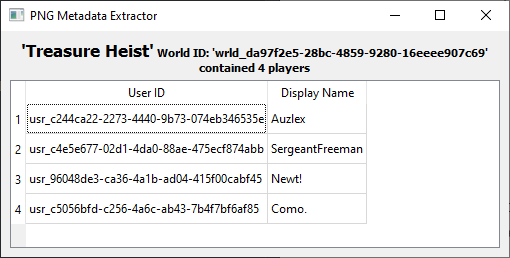 PNG Metadata Extractor
'Treasure Heist' World ID: 'wrld_da97f2e5-28bc-4859-9280-16eeee907c69'
contained 4 players
User ID Display Name
1 usr_c244ca22-2273-4440-9b73-074eb346535e Auzlex
2 usr_c4e5e677-02d1-4da0-88ae-475ecf874abb SergeantFreeman
3 usr_96048de3-ca36-4a1b-ad04-415f00cabf45 Newt!
4 usr_c5056bfd-c256-4a6c-ab43-7b4f7bf6af85 Como.